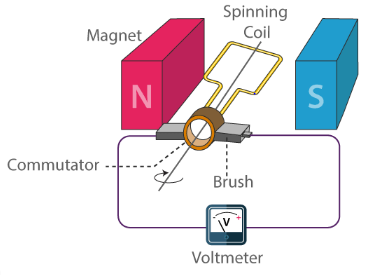 Spinning
Coil
Magnet
N
S
Commutator
Brush
- V +
Voltmeter